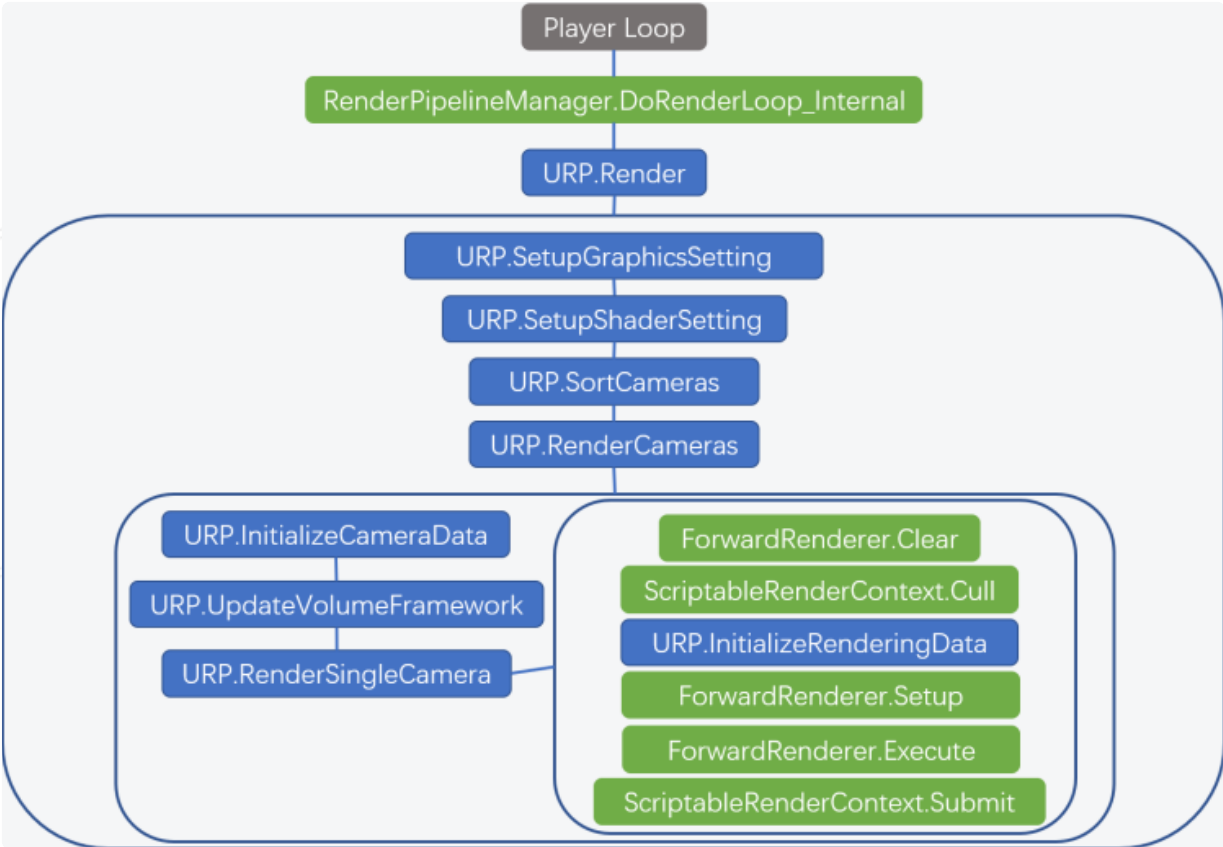 Player Loop
RenderPipelineManager.DoRenderLoop_Internal
URP.Render
URP.SetupGraphicsSetting
URP.SetupShaderSetting
URP.SortCameras
URP.RenderCameras
URP.InitializeCameraData
URP.UpdateVolumeFramework
URP.RenderSingleCamera
ForwardRenderer.Clear
ScriptableRenderContext.Cull
URP.InitializeRenderingData
ForwardRenderer.Setup
ForwardRenderer.Execute
ScriptableRenderContext.Submit